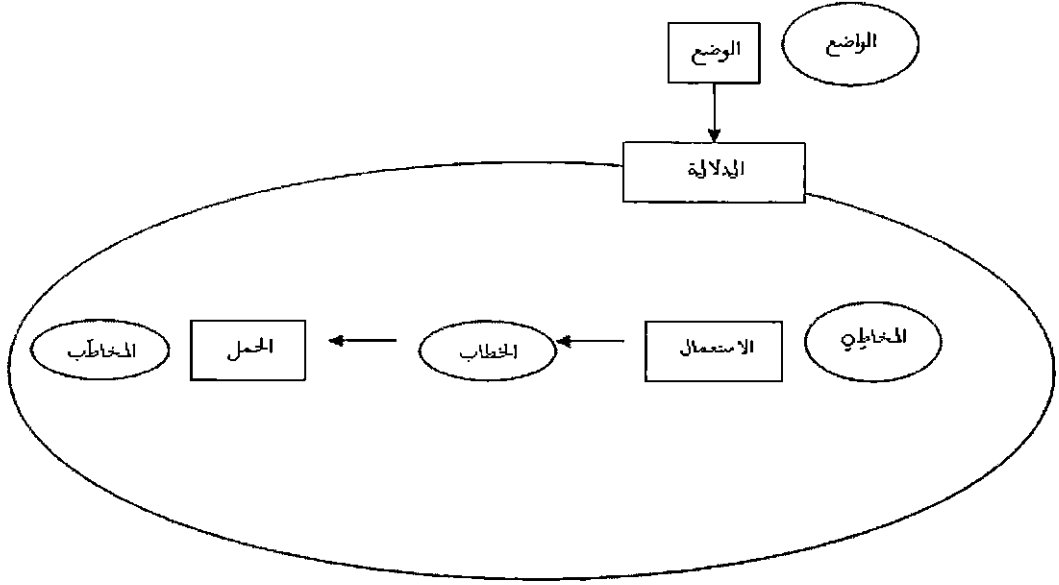 الواضع
الوضع
الدلالة
المخاطِب
الاستعمال
الخطاب
الحمل
المخاطَب